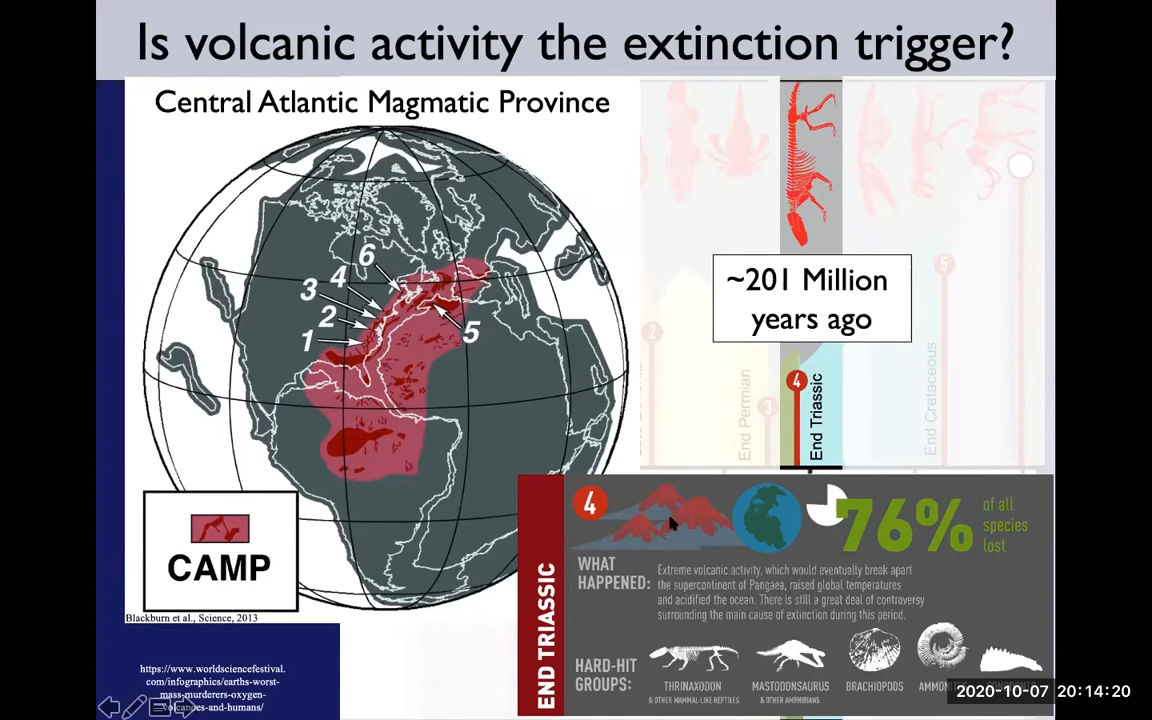 Is volcanic activity the extinction trigger?
Central Atlantic Magmatic Province
6
4
3
2
1
5
CAMP
Blackburn et al., Science, 2013
https://www.worldsciencefestival.
com/infographics/earths-worst-
mass-murderers-oxygen-
volcanoes-and-humans/
~201 Million
years ago
2
3
4
5
End Permian
End Triassic
End Cretaceous
END TRIASSIC
4
76%
of all
species
lost
WHAT
HAPPENED:
Extreme volcanic activity, which would eventually break apart
the supercontinent of Pangaea, raised global temperatures
and acidified the ocean. There is still a great deal of controversy
surrounding the main cause of extinction during this period.
HARD-HIT
GROUPS:
THRINAXODON
& OTHER MAMMAL-LIKE REPTILES
MASTODONSAURUS
& OTHER AMPHIBIANS
BRACHIOPODS
2020-10-07 20:14:20